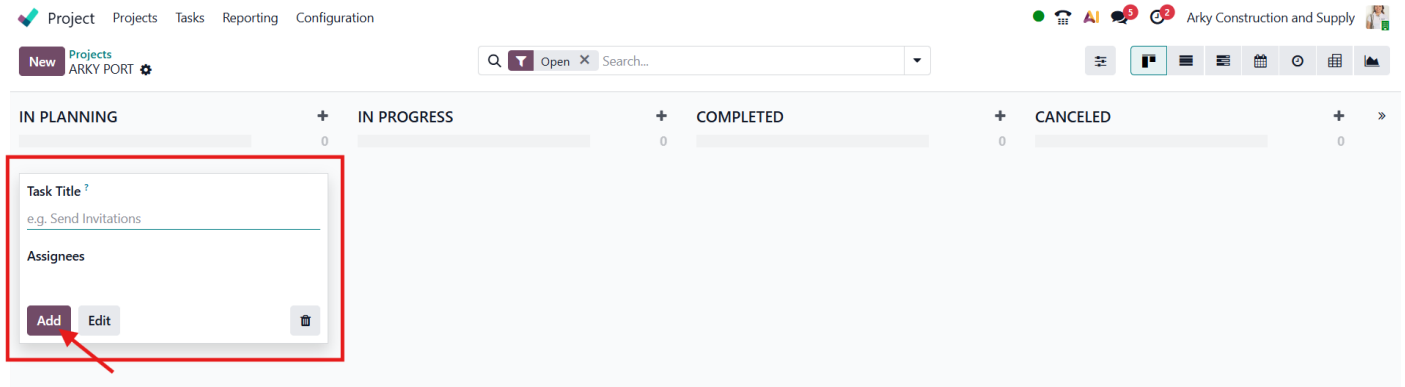 Project Projects Tasks Reporting Configuration AI 5 2 Arky Construction and Supply
New Projects
ARKY PORT
Open Search...
IN PLANNING IN PROGRESS COMPLETED CANCELED
0 0 0 0
Task Title ?
e.g. Send Invitations
Assignees
Add Edit